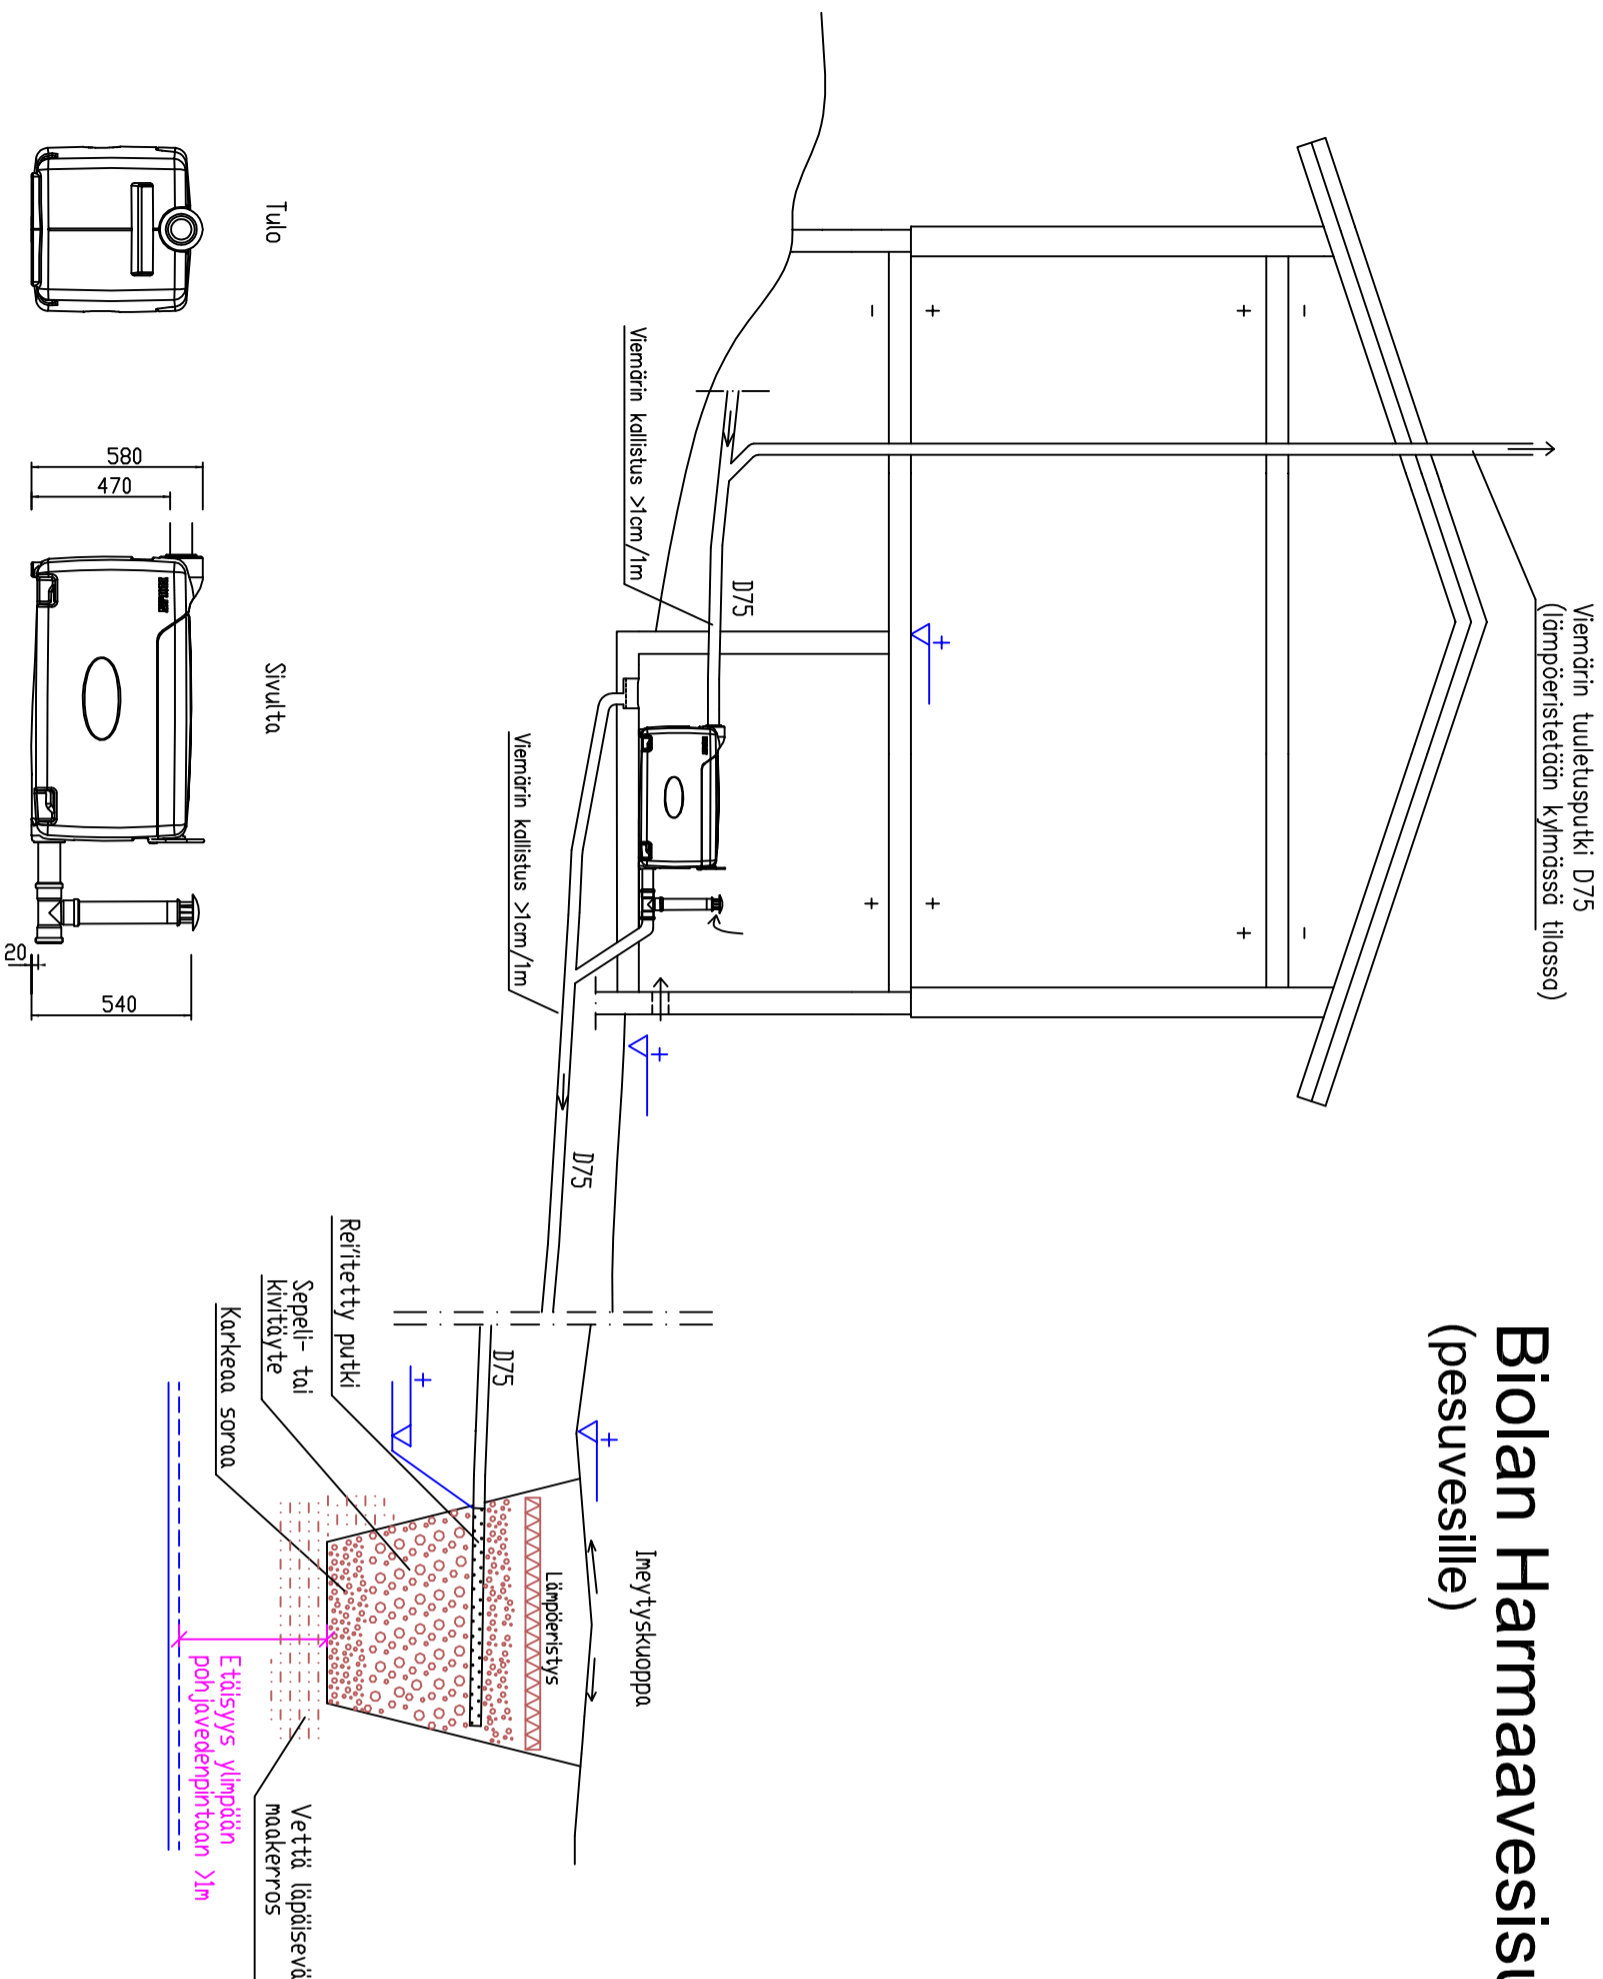 Biolan Harmaavesisu
(pesuvesille)
Viemärin tuuletusputki D75
(lämpöeristetään kylmässä tilassa)
-
-
+
+
+
+
+
-
+
D75
Viemärin kallistus >1cm/1m
Viemärin kallistus >1cm/1m
+
D75
D75
+
+
Imeytyskuoppa
Lämpöeristys
Rei'itetty putki
Sepeli- tai
kivitäyte
Karkeaa soraa
Etäisyys ylimpään
pohjavedenpintaan >1m
Vettä läpäisevä
maakerros
Tulo
Sivulta
580
470
BIOLAN
20
540